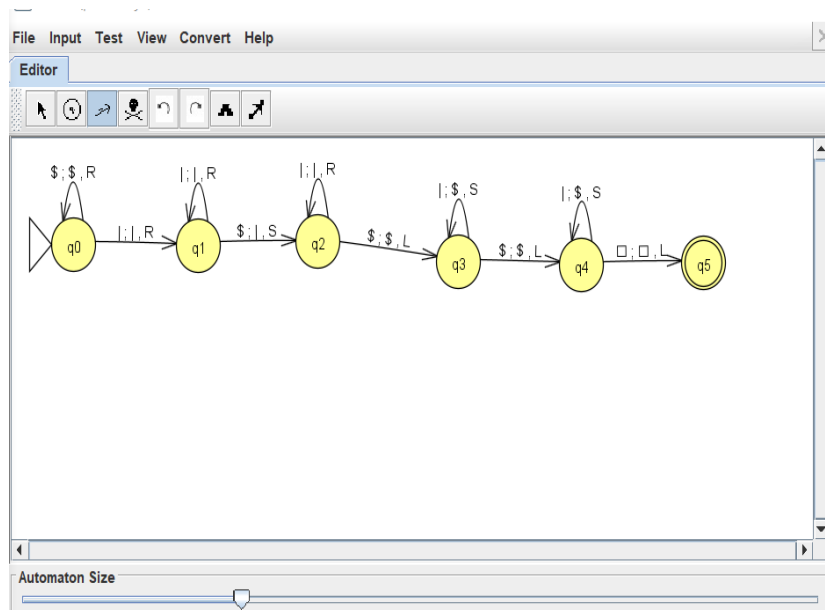 File Input Test View Convert Help
Editor
$ ; $ , R
| ; | , R
| ; | , R
| ; $ , S
| ; $ , S
q0
| ; | , R
q1
$ ; | , S
q2
$ ; $ , L
q3
$ ; $ , L
q4
□ ; □ , L
q5
Automaton Size